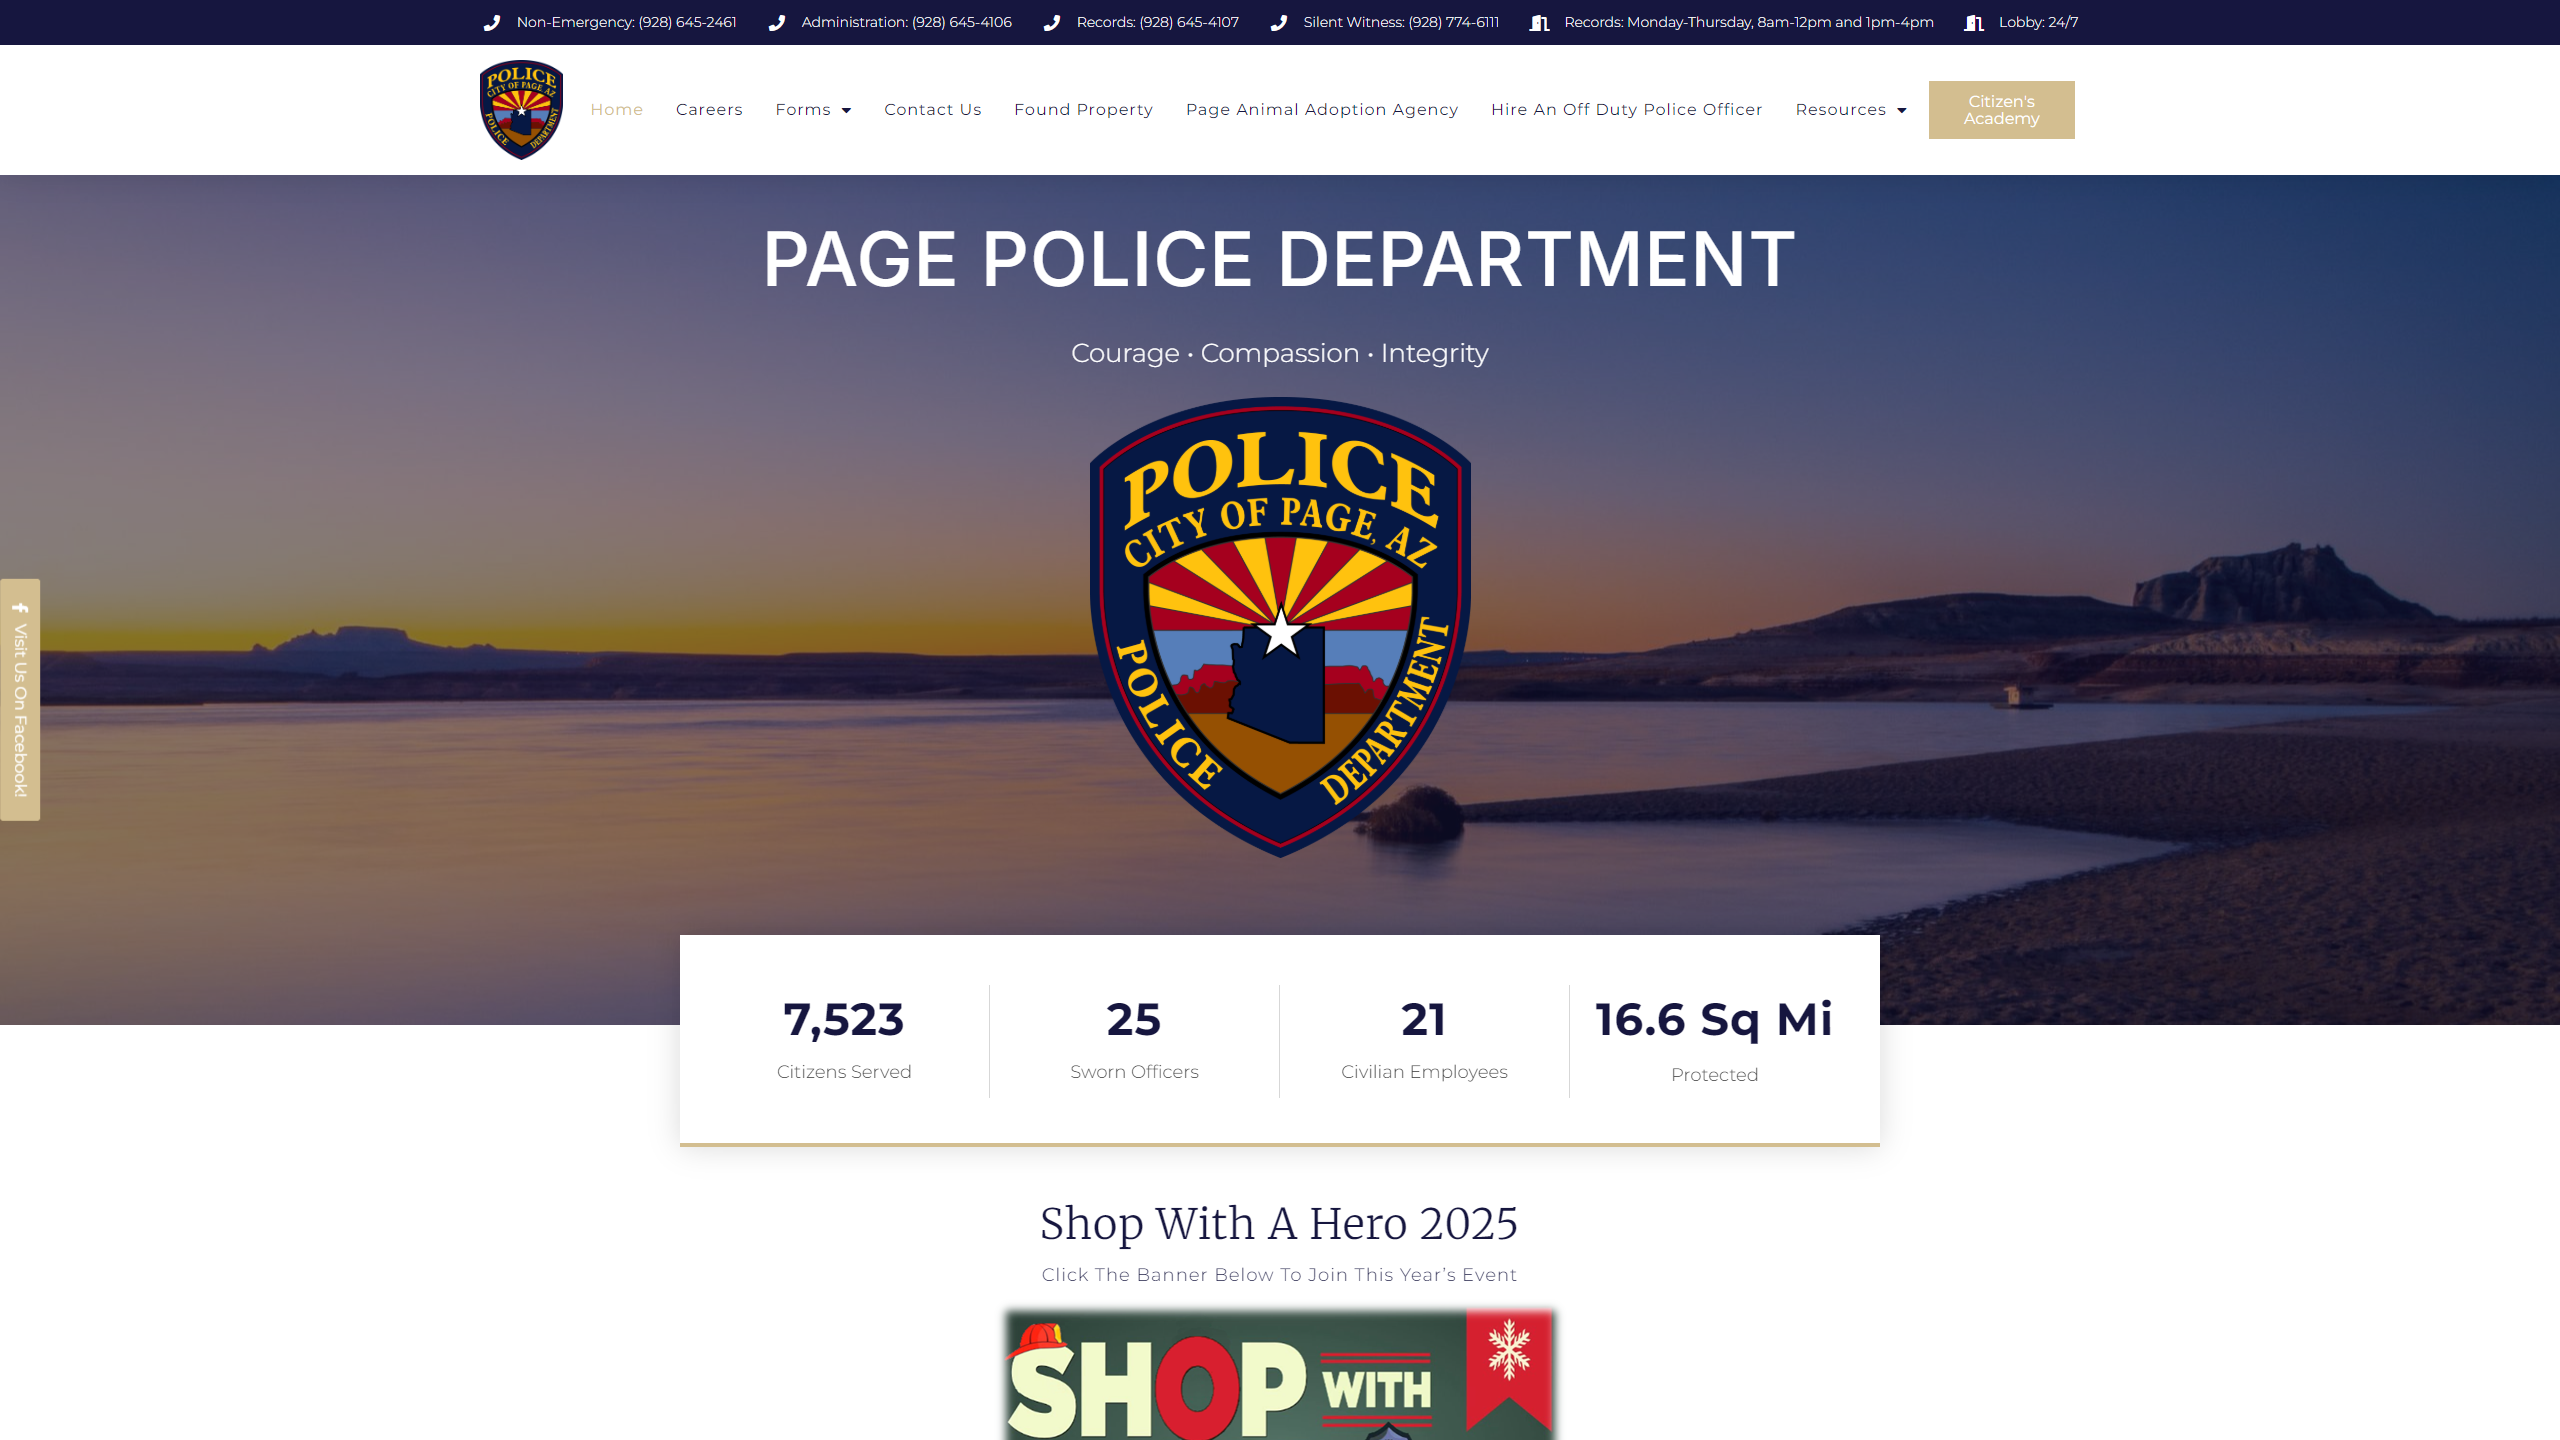 Non-Emergency: (928) 645-2461
Administration: (928) 645-4106
Records: (928) 645-4107
Silent Witness: (928) 774-6111
Records: Monday-Thursday, 8am-12pm and 1pm-4pm
Lobby: 24/7
POLICE
CITY OF PAGE, AZ
POLICE DEPARTMENT
Home
Careers
Forms
Contact Us
Found Property
Page Animal Adoption Agency
Hire An Off Duty Police Officer
Resources
Citizen's
Academy
PAGE POLICE DEPARTMENT
Courage • Compassion • Integrity
POLICE
CITY OF PAGE, AZ
POLICE DEPARTMENT
Visit Us On Facebook!
7,523
Citizens Served
25
Sworn Officers
21
Civilian Employees
16.6 Sq Mi
Protected
Shop With A Hero 2025
Click The Banner Below To Join This Year’s Event
SHOP WITH